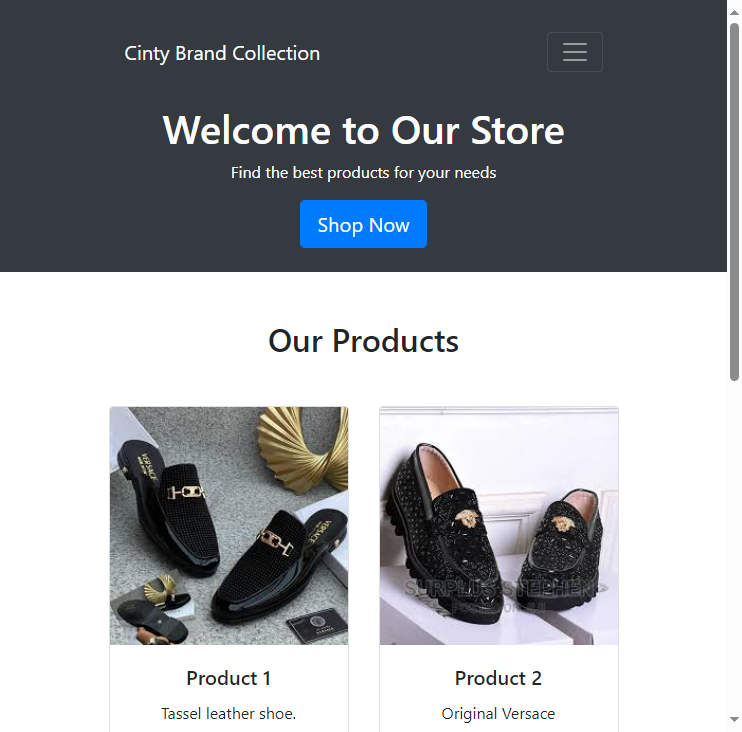 Cinty Brand Collection
Welcome to Our Store
Find the best products for your needs
Shop Now
Our Products
VERSACE
VERSACE
SURPLUS STEPHEN
Product 1
Product 2
Tassel leather shoe.
Original Versace